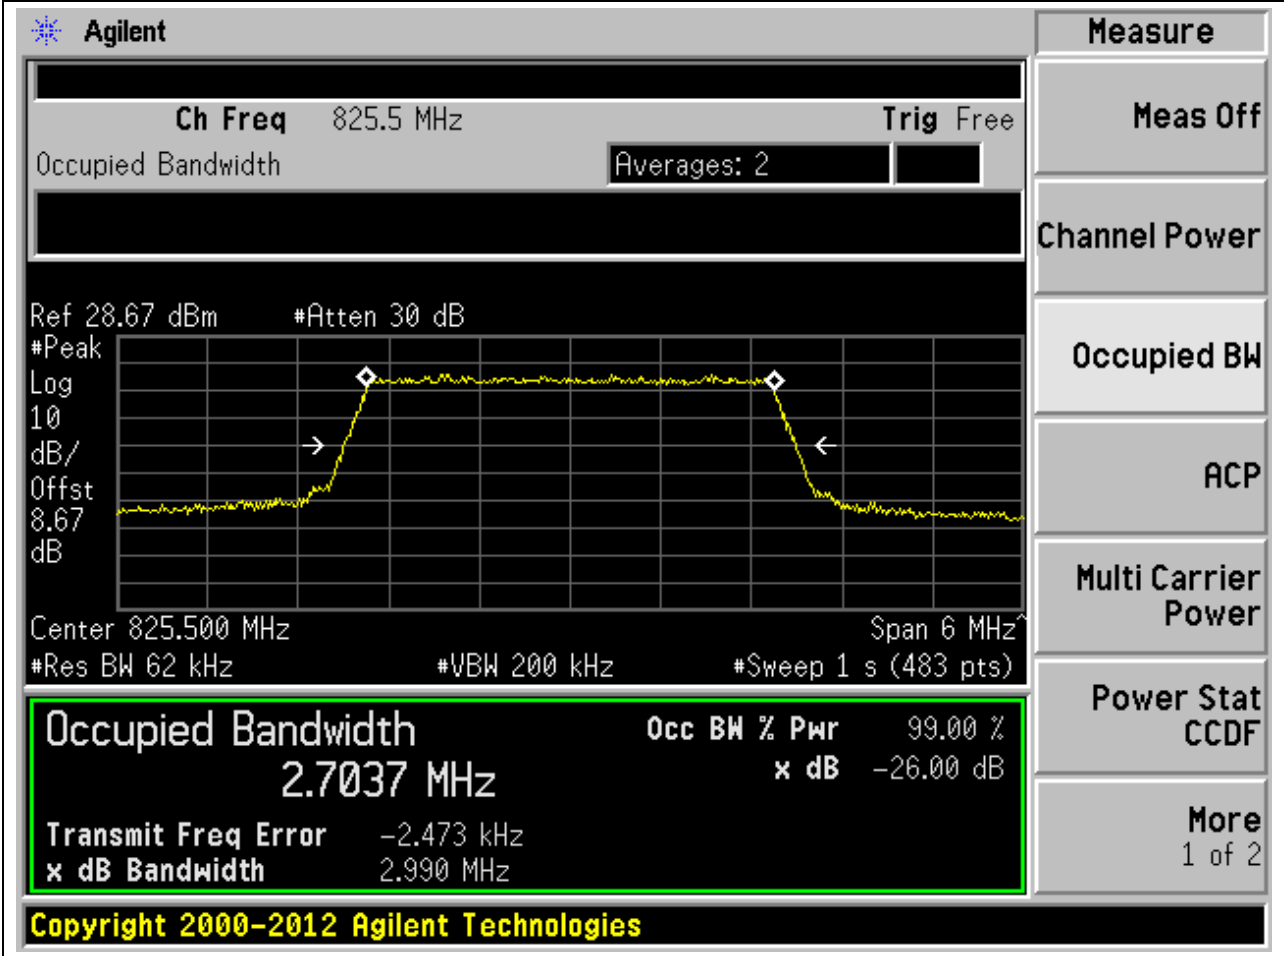 Agilent
Measure
Ch Freq 825.5 MHz Trig Free
Occupied Bandwidth Averages: 2
Meas Off
Channel Power
Occupied BW
ACP
Multi Carrier
Power
Power Stat
CCDF
More
1 of 2
Ref 28.67 dBm #Atten 30 dB
#Peak
Log
10
dB/
Offst
8.67
dB
Center 825.500 MHz Span 6 MHz^
#Res BW 62 kHz #VBW 200 kHz #Sweep 1 s (483 pts)
Occupied Bandwidth Occ BW % Pwr 99.00 %
2.7037 MHz x dB -26.00 dB
Transmit Freq Error -2.473 kHz
x dB Bandwidth 2.990 MHz
Copyright 2000-2012 Agilent Technologies